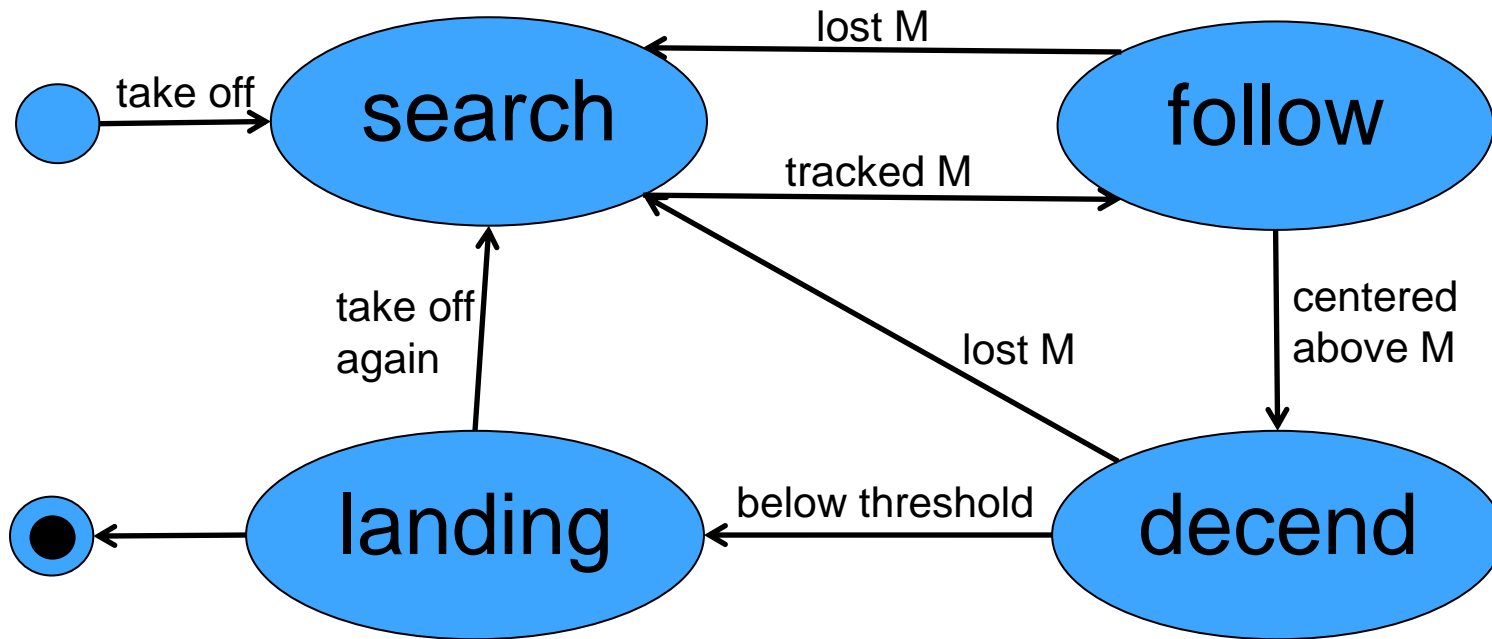 lost M
take off
search
follow
tracked M
take off
again
centered
above M
lost M
below threshold
landing
decend